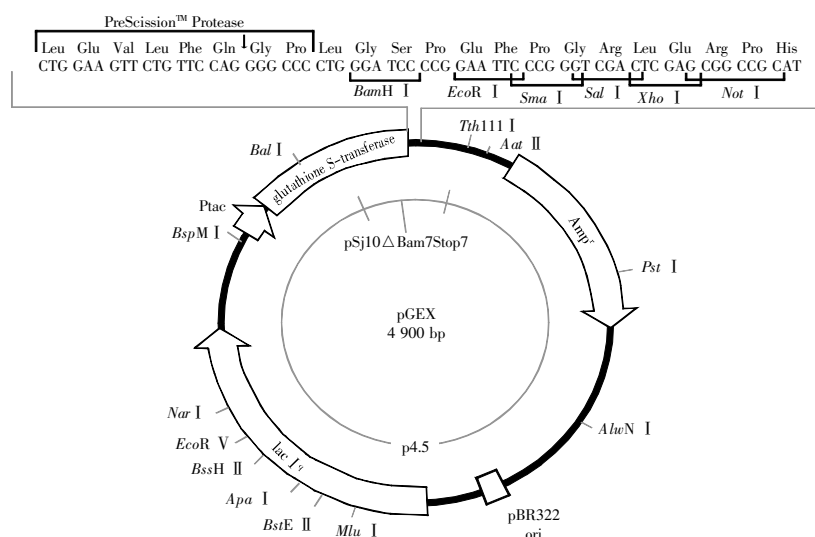 PreScission™ Protease
Leu Glu Val Leu Phe Gln Gly Pro Leu Gly Ser Pro Glu Phe Pro Gly Arg Leu Glu Arg Pro His
CTG GAA GTT CTG TTC CAG GGG CCC CTG GGA TCC CCG GAA TTC CCG GGT CGA CTC GAG CGG CCG CAT
BamH I
EcoR I
Sma I
Sal I
Xho I
Not I
Tth111 I
Aat II
Bal I
glutathione S-transferase
Ptac
BspM I
Ampr
Pst I
pSj10△Bam7Stop7
pGEX
4 900 bp
p4.5
Nar I
EcoR V
BssH II
Apa I
BstE II
Mlu I
lac Iq
AlwN I
pBR322
ori